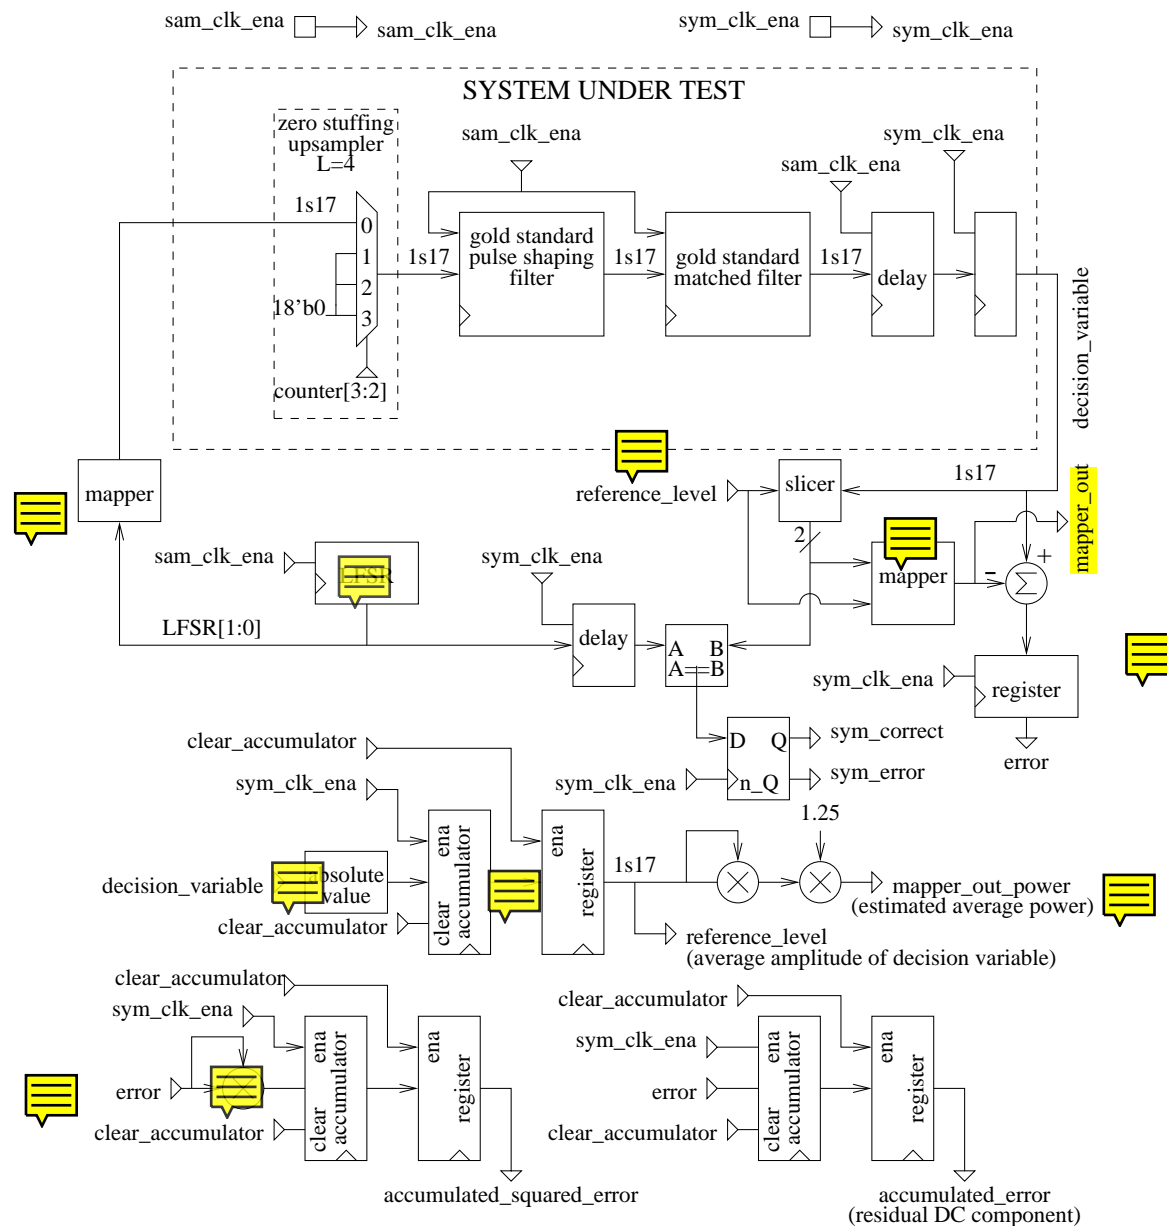 sam_clk_ena
sam_clk_ena
sym_clk_ena
sym_clk_ena
SYSTEM UNDER TEST
zero stuffing
upsampler
L=4
sam_clk_ena
sym_clk_ena
sam_clk_ena
1s17
0
1
2
3
18'b0
counter[3:2]
1s17
gold standard
pulse shaping
filter
1s17
gold standard
matched filter
1s17
delay
decision_variable
mapper
reference_level
slicer
1s17
mapper_out
2
mapper
+
-
Σ
sam_clk_ena
LFSR
sym_clk_ena
LFSR[1:0]
delay
A B
A==B
sym_clk_ena
register
error
clear_accumulator
D Q
n_Q
sym_correct
sym_error
sym_clk_ena
sym_clk_ena
1.25
ena
clear
accumulator
ena
register
decision_variable
absolute
value
clear_accumulator
1s17
mapper_out_power
(estimated average power)
reference_level
(average amplitude of decision variable)
clear_accumulator
sym_clk_ena
error
clear_accumulator
ena
clear
accumulator
ena
register
accumulated_squared_error
clear_accumulator
sym_clk_ena
error
clear_accumulator
ena
clear
accumulator
ena
register
accumulated_error
(residual DC component)